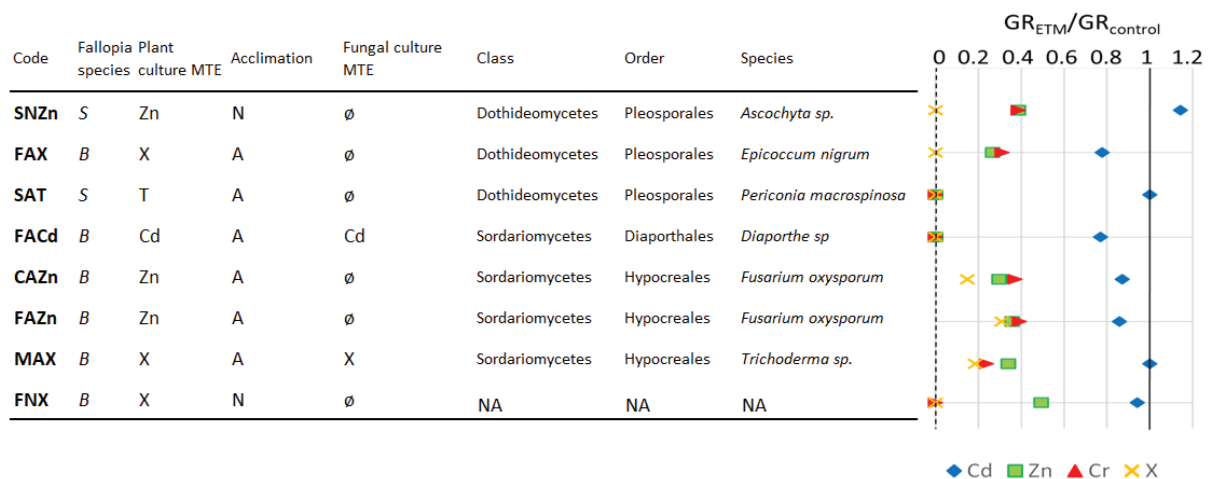 GRETM/GRcontrol
Code Fallopia species Plant culture MTE Acclimation Fungal culture MTE Class Order Species
0 0.2 0.4 0.6 0.8 1 1.2
SNZn S Zn N ø Dothideomycetes Pleosporales Ascochyta sp.
FAX B X A ø Dothideomycetes Pleosporales Epicoccum nigrum
SAT S T A ø Dothideomycetes Pleosporales Periconia macrospinosa
FACd B Cd A Cd Sordariomycetes Diaporthales Diaporthe sp
CAZn B Zn A ø Sordariomycetes Hypocreales Fusarium oxysporum
FAZn B Zn A ø Sordariomycetes Hypocreales Fusarium oxysporum
MAX B X A X Sordariomycetes Hypocreales Trichoderma sp.
FNX B X N ø NA NA NA
Cd Zn Cr X